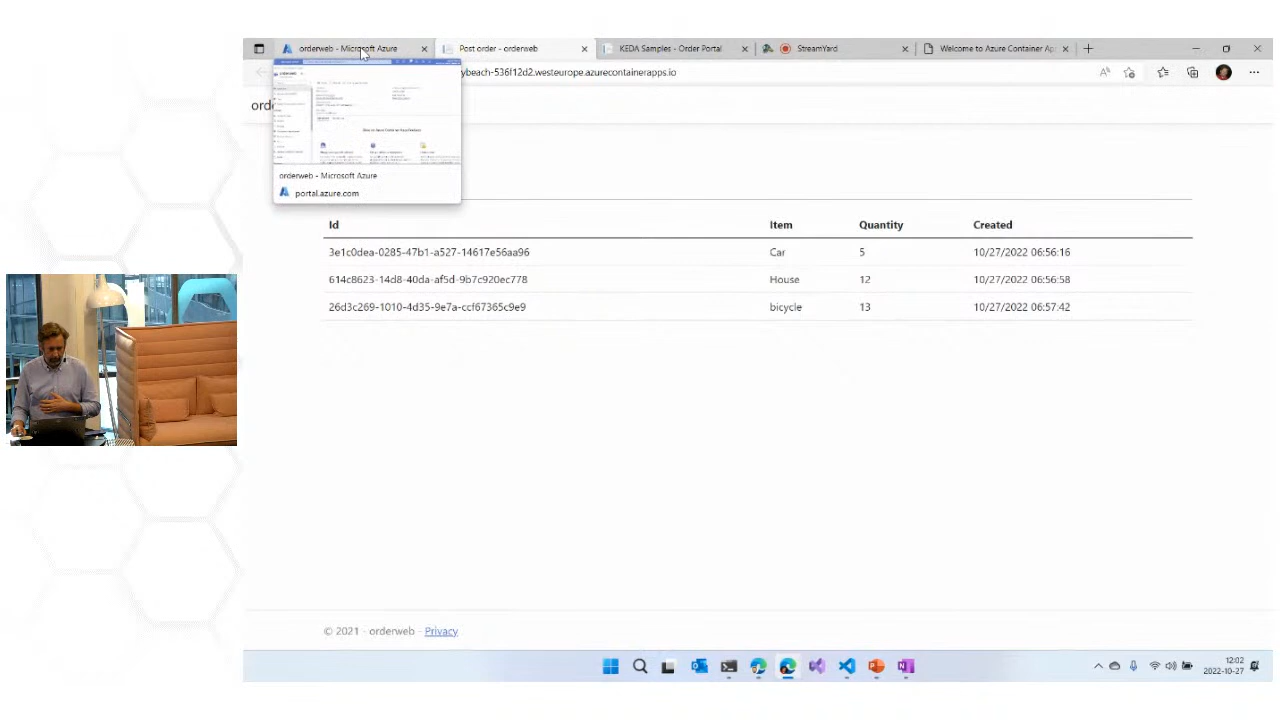 orderweb - Microsoft Azure
Post order - orderweb
KEDA Samples - Order Portal
StreamYard
Welcome to Azure Container Ap
ybeach-536f12d2.westeurope.azurecontainerapps.io
ord
orderweb - Microsoft Azure
portal.azure.com
Id Item Quantity Created
3e1c0dea-0285-47b1-a527-14617e56aa96 Car 5 10/27/2022 06:56:16
614c8623-14d8-40da-af5d-9b7c920ec778 House 12 10/27/2022 06:56:58
26d3c269-1010-4d35-9e7a-ccf67365c9e9 bicycle 13 10/27/2022 06:57:42
© 2021 - orderweb - Privacy
12:02
2022-10-27